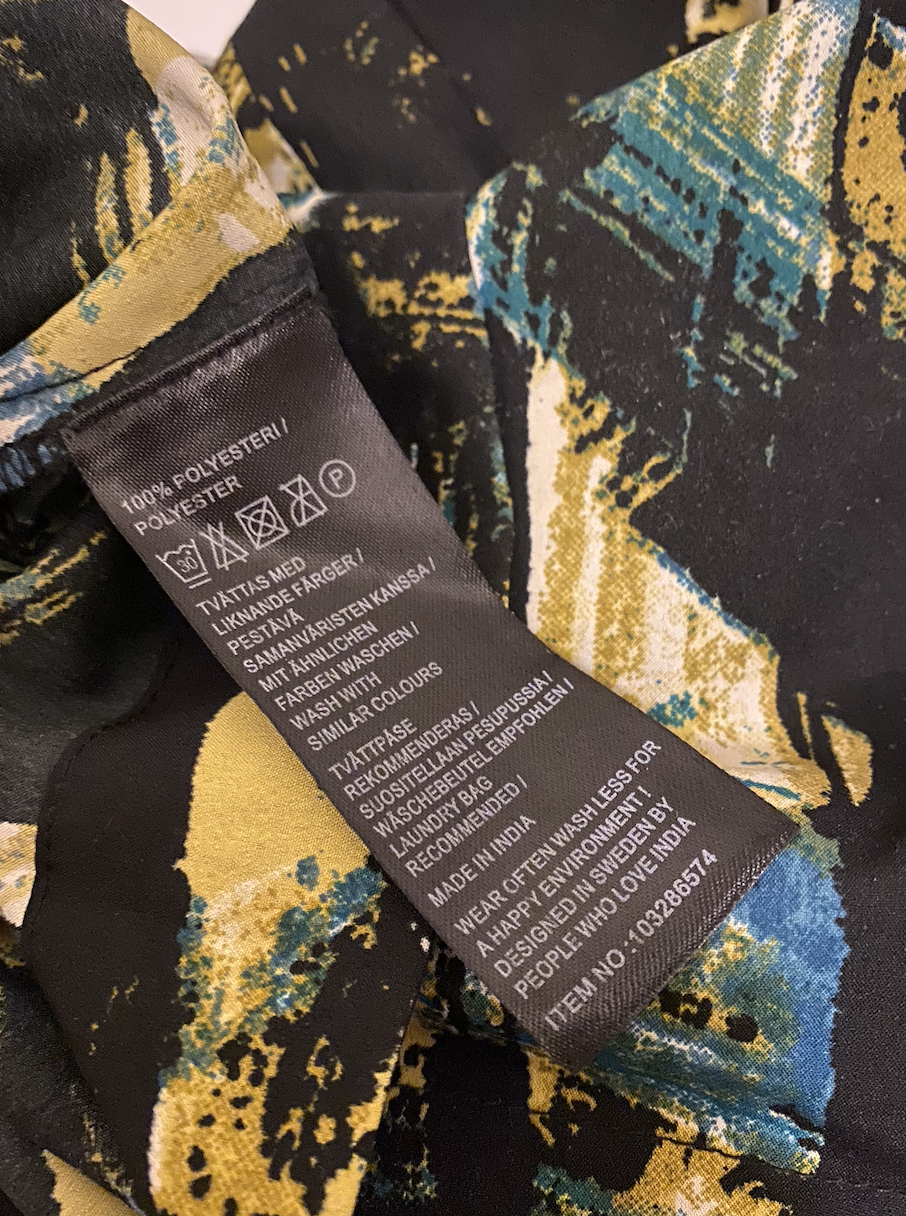 100% POLYESTERI /
POLYESTER
30
P
TVÄTTAS MED
LIKNANDE FÄRGER /
PESTÄVÄ
SAMANVÄRISTEN KANSSA /
MIT ÄHNLICHEN
FARBEN WASCHEN /
WASH WITH
SIMILAR COLOURS
TVÄTTPÅSE
REKOMMENDERAS /
SUOSITELLAAN PESUPUSSIA /
WÄSCHEBEUTEL EMPFOHLEN /
LAUNDRY BAG
RECOMMENDED /
MADE IN INDIA
WEAR OFTEN WASH LESS FOR
A HAPPY ENVIRONMENT !
DESIGNED IN SWEDEN BY
PEOPLE WHO LOVE INDIA
ITEM NO :103286574